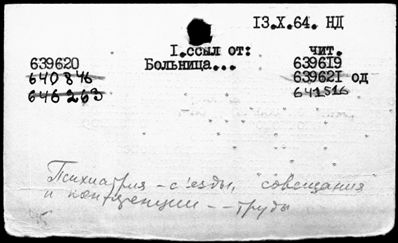 13.X.64. НД
I.ссыл от: чит.
639620 Больница... 639619
640846 639621 од
646263 641516
Психиатрия - съезды, совещания
и конференции -- труды